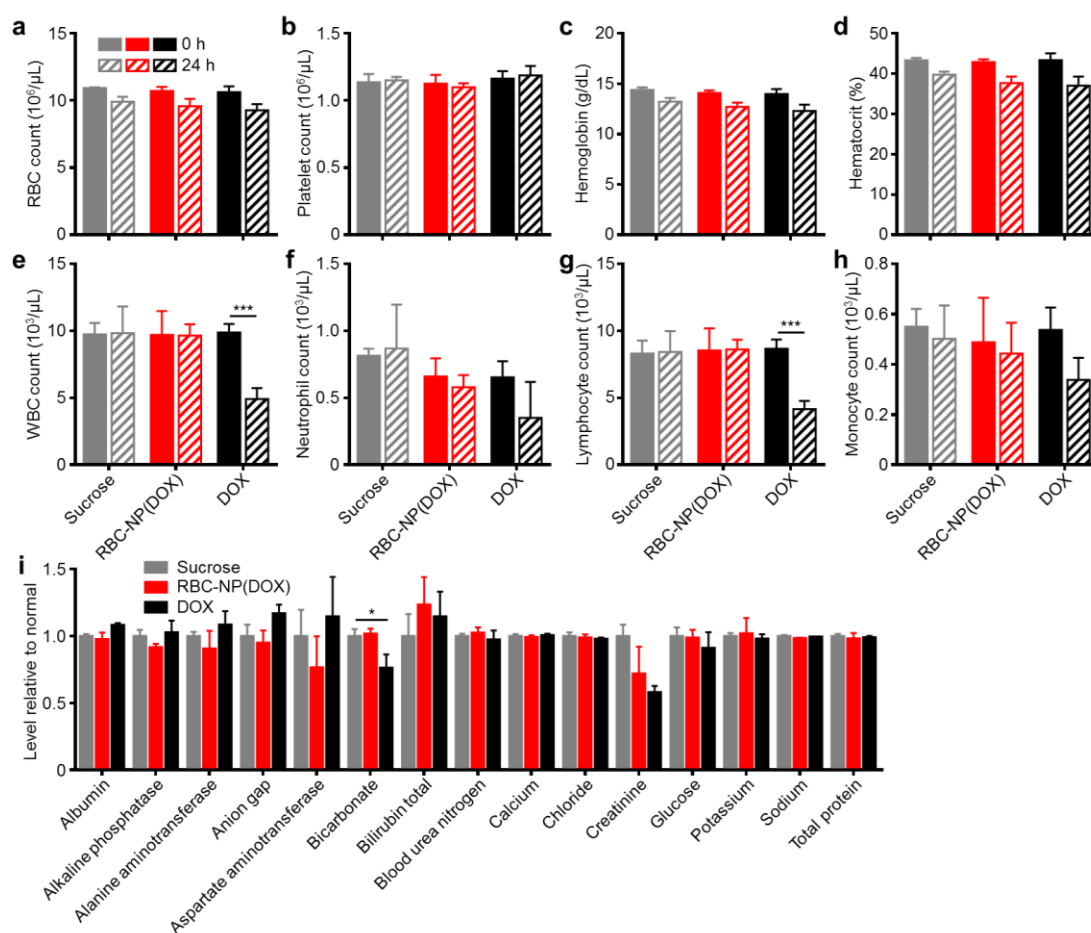 a
RBC count (10⁶/µL)
15
10
5
0
0 h
24 h
b
Platelet count (10⁶/µL)
1.5
1.0
0.5
0
c
Hemoglobin (g/dL)
20
15
10
5
0
d
Hematocrit (%)
50
40
30
20
10
0
e
WBC count (10³/µL)
15
10
5
0
***
Sucrose
RBC-NP(DOX)
DOX
f
Neutrophil count (10³/µL)
1.5
1.0
0.5
0
Sucrose
RBC-NP(DOX)
DOX
g
Lymphocyte count (10³/µL)
15
10
5
0
***
Sucrose
RBC-NP(DOX)
DOX
h
Monocyte count (10³/µL)
0.8
0.6
0.4
0.2
0
Sucrose
RBC-NP(DOX)
DOX
i
Level relative to normal
1.5
1.0
0.5
0
Sucrose
RBC-NP(DOX)
DOX
*
Albumin
Alkaline phosphatase
Alanine aminotransferase
Anion gap
Aspartate aminotransferase
Bicarbonate
Bilirubin total
Blood urea nitrogen
Calcium
Chloride
Creatinine
Glucose
Potassium
Sodium
Total protein